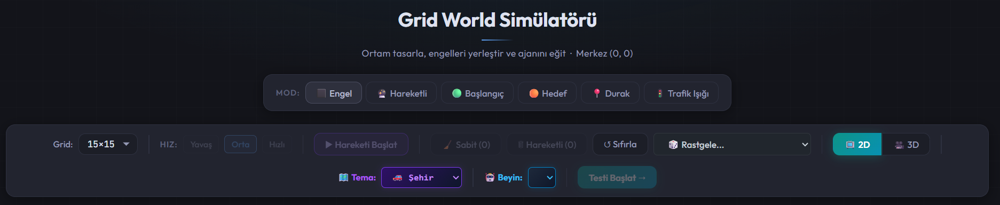 Grid World Simülatörü
Ortam tasarla, engelleri yerleştir ve ajanını eğit · Merkez (0, 0)
MOD: Engel Hareketli Başlangıç Hedef Durak Trafik Işığı
Grid: 15×15 HIZ: Yavaş Orta Hızlı ▶ Hareketi Başlat Sabit (0) Hareketli (0) ↺ Sıfırla Rastgele... 2D 3D
Tema: Şehir Beyin: Testi Başlat →